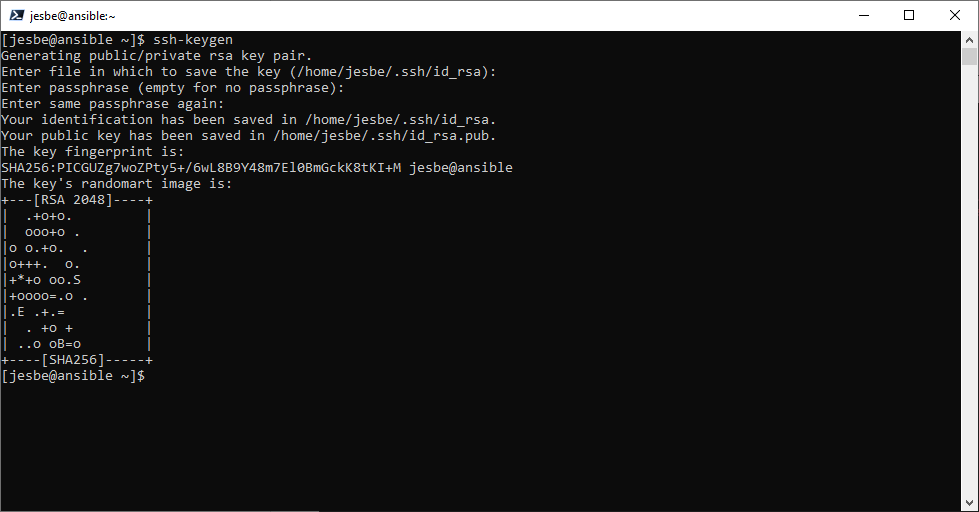 jesbe@ansible:~
[jesbe@ansible ~]$ ssh-keygen
Generating public/private rsa key pair.
Enter file in which to save the key (/home/jesbe/.ssh/id_rsa):
Enter passphrase (empty for no passphrase):
Enter same passphrase again:
Your identification has been saved in /home/jesbe/.ssh/id_rsa.
Your public key has been saved in /home/jesbe/.ssh/id_rsa.pub.
The key fingerprint is:
SHA256:PICGUZg7woZPty5+/6wL8B9Y48m7El0BmGckK8tKI+M jesbe@ansible
The key's randomart image is:
+---[RSA 2048]----+
|  .+o+o.         |
|  ooo+o .        |
|o o.+o.  .       |
|o+++.  o.        |
|+*+o oo.S        |
|+oooo=.o .       |
|.E .+.=          |
|  . +o +         |
| ..o oB=o        |
+----[SHA256]-----+
[jesbe@ansible ~]$